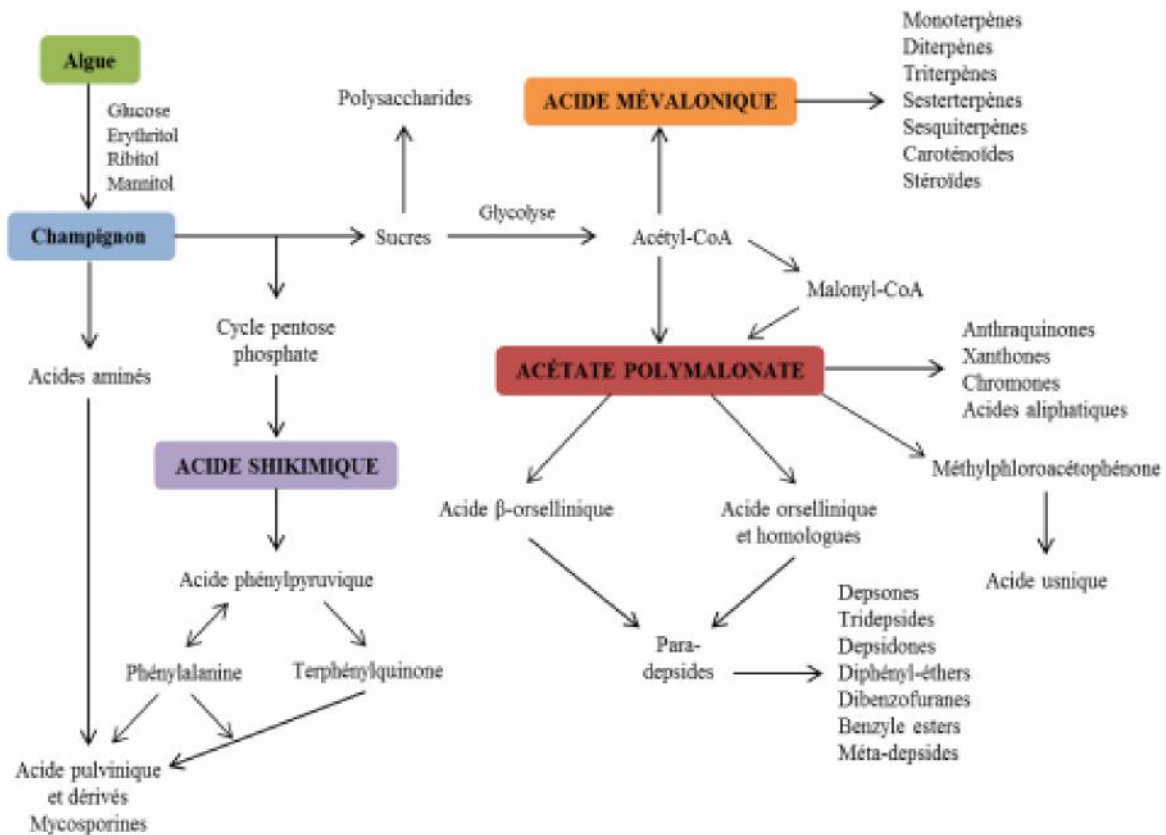 Algue
Glucose
Erythritol
Ribitol
Mannitol
Champignon
Polysaccharides
Sucres
Glycolyse
Acétyl-CoA
ACIDE MÉVALONIQUE
Monoterpènes
Diterpènes
Triterpènes
Sesterterpènes
Sesquiterpènes
Caroténoïdes
Stéroïdes
Malonyl-CoA
Cycle pentose
phosphate
Acides aminés
ACÉTATE POLYMALONATE
Anthraquinones
Xanthones
Chromones
Acides aliphatiques
ACIDE SHIKIMIQUE
Méthylphloroacétophénone
Acide β-orsellinique
Acide orsellinique
et homologues
Acide phénylpyruvique
Acide usnique
Phénylalanine
Terphénylquinone
Para-
depsides
Depsones
Tridepsides
Depsidones
Diphényl-éthers
Dibenzofuranes
Benzyle esters
Méta-depsides
Acide pulvinique
et dérivés
Mycosporines